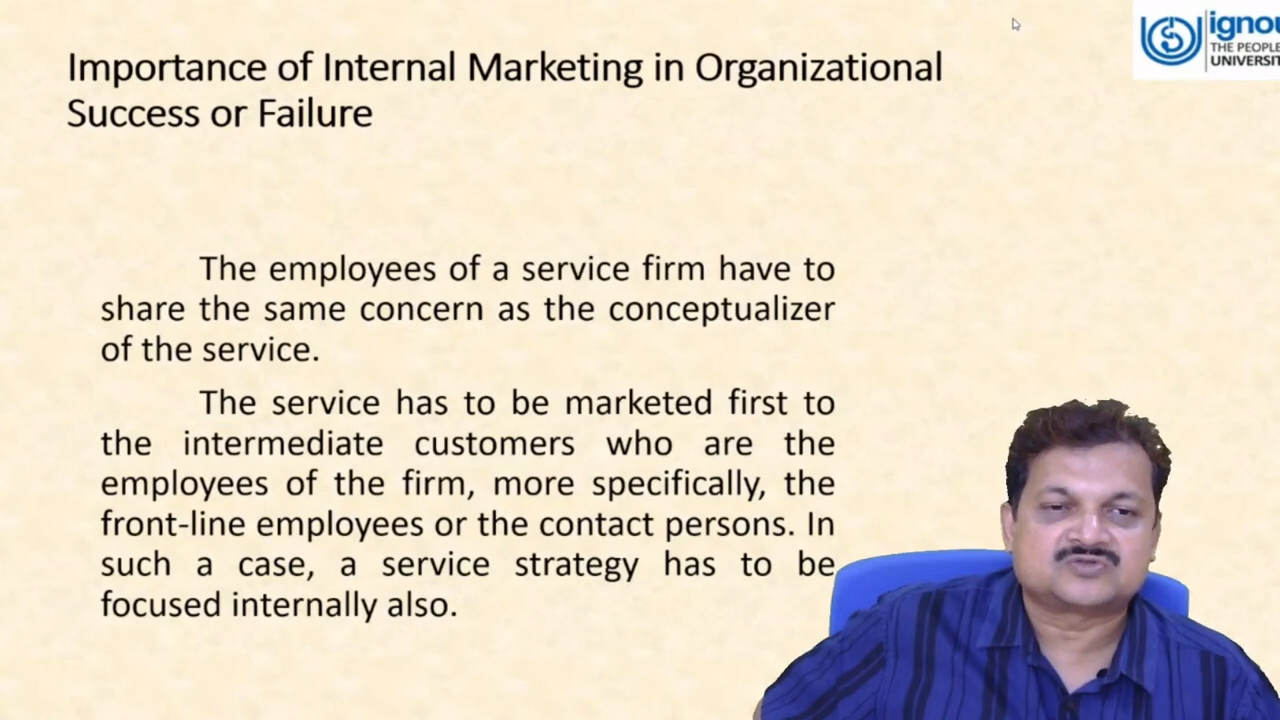 Importance of Internal Marketing in Organizational
Success or Failure
ignou
THE PEOPLE
UNIVERSIT
The employees of a service firm have to
share the same concern as the conceptualizer
of the service.
The service has to be marketed first to
the intermediate customers who are the
employees of the firm, more specifically, the
front-line employees or the contact persons. In
such a case, a service strategy has to be
focused internally also.